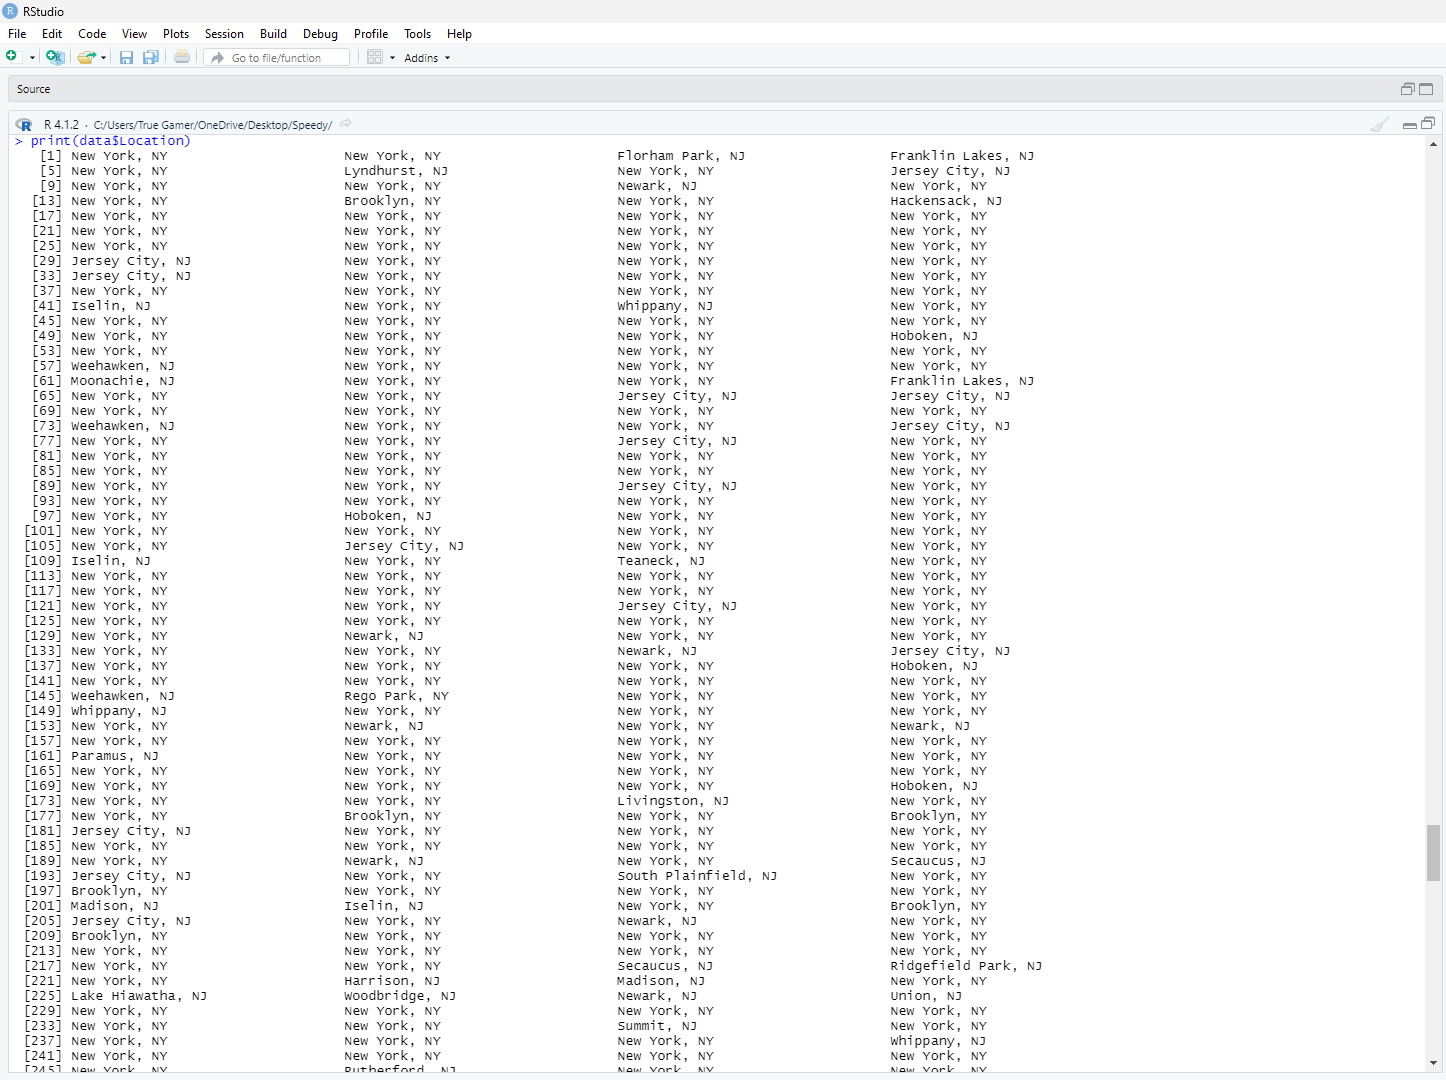 RStudio
File Edit Code View Plots Session Build Debug Profile Tools Help
Go to file/function Addins
Source
R 4.1.2 · C:/Users/True Gamer/OneDrive/Desktop/Speedy/
> print(data$Location)
[1] New York, NY New York, NY Florham Park, NJ Franklin Lakes, NJ
[5] New York, NY Lyndhurst, NJ New York, NY Jersey City, NJ
[9] New York, NY New York, NY Newark, NJ New York, NY
[13] New York, NY Brooklyn, NY New York, NY Hackensack, NJ
[17] New York, NY New York, NY New York, NY New York, NY
[21] New York, NY New York, NY New York, NY New York, NY
[25] New York, NY New York, NY New York, NY New York, NY
[29] Jersey City, NJ New York, NY New York, NY New York, NY
[33] Jersey City, NJ New York, NY New York, NY New York, NY
[37] New York, NY New York, NY New York, NY New York, NY
[41] Iselin, NJ New York, NY Whippany, NJ New York, NY
[45] New York, NY New York, NY New York, NY New York, NY
[49] New York, NY New York, NY New York, NY Hoboken, NJ
[53] New York, NY New York, NY New York, NY New York, NY
[57] Weehawken, NJ New York, NY New York, NY New York, NY
[61] Moonachie, NJ New York, NY New York, NY Franklin Lakes, NJ
[65] New York, NY New York, NY Jersey City, NJ Jersey City, NJ
[69] New York, NY New York, NY New York, NY New York, NY
[73] Weehawken, NJ New York, NY New York, NY Jersey City, NJ
[77] New York, NY New York, NY Jersey City, NJ New York, NY
[81] New York, NY New York, NY New York, NY New York, NY
[85] New York, NY New York, NY New York, NY New York, NY
[89] New York, NY New York, NY Jersey City, NJ New York, NY
[93] New York, NY New York, NY New York, NY New York, NY
[97] New York, NY Hoboken, NJ New York, NY New York, NY
[101] New York, NY New York, NY New York, NY New York, NY
[105] New York, NY Jersey City, NJ New York, NY New York, NY
[109] Iselin, NJ New York, NY Teaneck, NJ New York, NY
[113] New York, NY New York, NY New York, NY New York, NY
[117] New York, NY New York, NY New York, NY New York, NY
[121] New York, NY New York, NY Jersey City, NJ New York, NY
[125] New York, NY New York, NY New York, NY New York, NY
[129] New York, NY Newark, NJ New York, NY New York, NY
[133] New York, NY New York, NY Newark, NJ Jersey City, NJ
[137] New York, NY New York, NY New York, NY Hoboken, NJ
[141] New York, NY New York, NY New York, NY New York, NY
[145] Weehawken, NJ Rego Park, NY New York, NY New York, NY
[149] Whippany, NJ New York, NY New York, NY New York, NY
[153] New York, NY Newark, NJ New York, NY Newark, NJ
[157] New York, NY New York, NY New York, NY New York, NY
[161] Paramus, NJ New York, NY New York, NY New York, NY
[165] New York, NY New York, NY New York, NY New York, NY
[169] New York, NY New York, NY New York, NY Hoboken, NJ
[173] New York, NY New York, NY Livingston, NJ New York, NY
[177] New York, NY Brooklyn, NY New York, NY Brooklyn, NY
[181] Jersey City, NJ New York, NY New York, NY New York, NY
[185] New York, NY New York, NY New York, NY New York, NY
[189] New York, NY Newark, NJ New York, NY Secaucus, NJ
[193] Jersey City, NJ New York, NY South Plainfield, NJ New York, NY
[197] Brooklyn, NY New York, NY New York, NY New York, NY
[201] Madison, NJ Iselin, NJ New York, NY Brooklyn, NY
[205] Jersey City, NJ New York, NY Newark, NJ New York, NY
[209] Brooklyn, NY New York, NY New York, NY New York, NY
[213] New York, NY New York, NY New York, NY New York, NY
[217] New York, NY New York, NY Secaucus, NJ Ridgefield Park, NJ
[221] New York, NY Harrison, NJ Madison, NJ New York, NY
[225] Lake Hiawatha, NJ Woodbridge, NJ Newark, NJ Union, NJ
[229] New York, NY New York, NY New York, NY New York, NY
[233] New York, NY New York, NY Summit, NJ New York, NY
[237] New York, NY New York, NY New York, NY Whippany, NJ
[241] New York, NY New York, NY New York, NY New York, NY
[245] New York, NY Rutherford, NJ New York, NY New York, NY